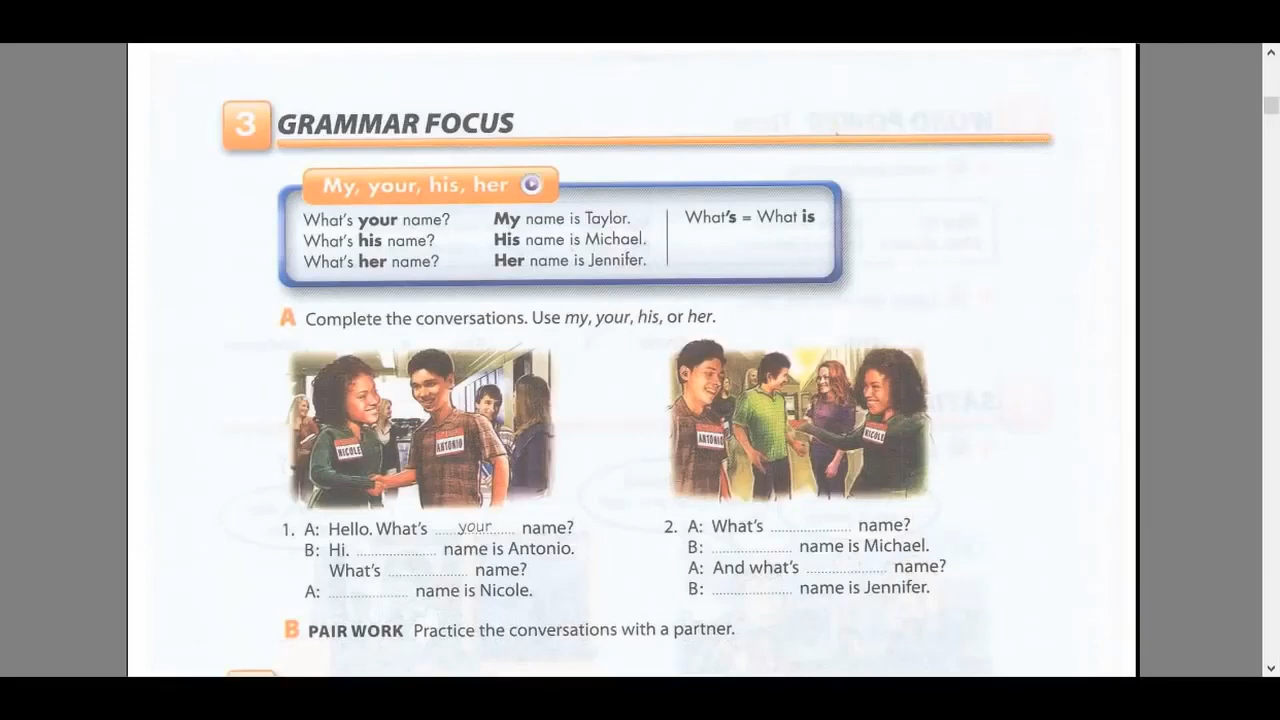 3 GRAMMAR FOCUS
My, your, his, her
What's your name? My name is Taylor. What's = What is
What's his name? His name is Michael.
What's her name? Her name is Jennifer.
A Complete the conversations. Use my, your, his, or her.
NICOLE ANTONIO
ANTONIO NICOLE
1. A: Hello. What's your name?
B: Hi. .................... name is Antonio.
What's .................... name?
A: .................... name is Nicole.
2. A: What's .................... name?
B: .................... name is Michael.
A: And what's .................... name?
B: .................... name is Jennifer.
B PAIR WORK Practice the conversations with a partner.